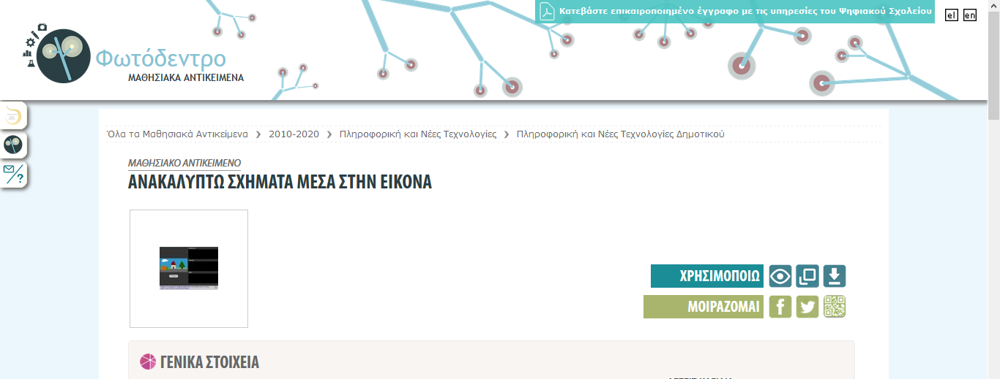 Κατεβάστε επικαιροποιημένο έγγραφο με τις υπηρεσίες του Ψηφιακού Σχολείου
el en
Φωτόδεντρο
ΜΑΘΗΣΙΑΚΑ ΑΝΤΙΚΕΙΜΕΝΑ
Όλα τα Μαθησιακά Αντικείμενα > 2010-2020 > Πληροφορική και Νέες Τεχνολογίες > Πληροφορική και Νέες Τεχνολογίες Δημοτικού
ΜΑΘΗΣΙΑΚΟ ΑΝΤΙΚΕΙΜΕΝΟ
ΑΝΑΚΑΛΥΠΤΩ ΣΧΗΜΑΤΑ ΜΕΣΑ ΣΤΗΝ ΕΙΚΟΝΑ
ΧΡΗΣΙΜΟΠΟΙΩ
ΜΟΙΡΑΖΟΜΑΙ
ΓΕΝΙΚΑ ΣΤΟΙΧΕΙΑ